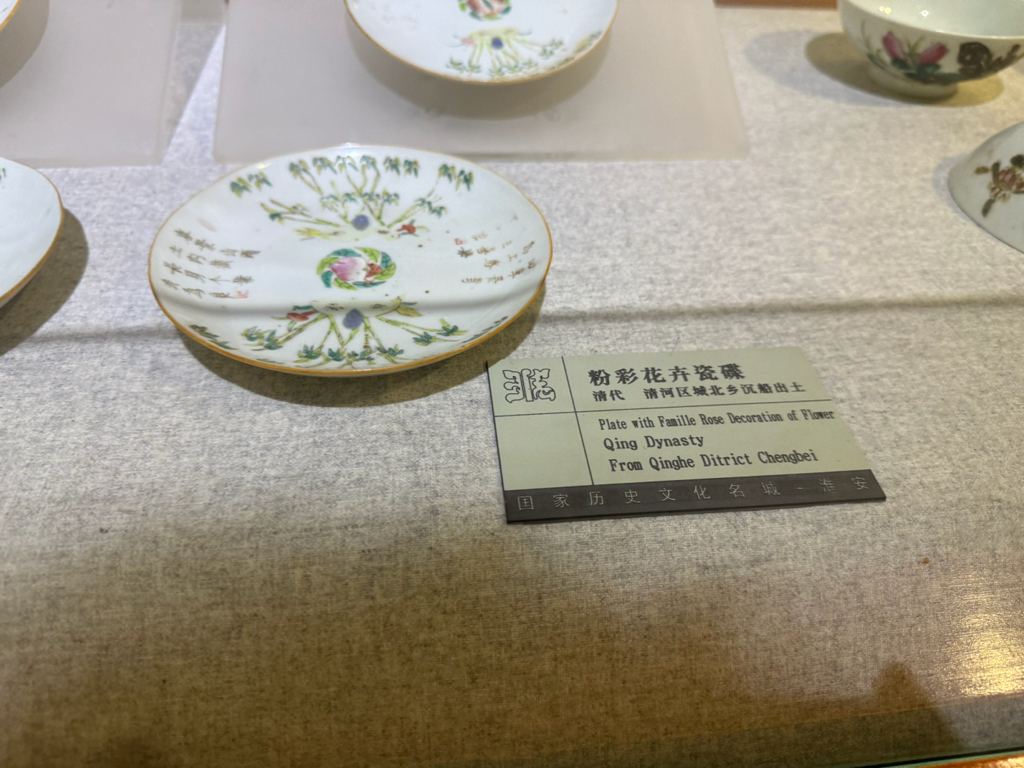 粉彩花卉瓷碟
清代 清河区城北乡沉船出土
Plate with Famille Rose Decoration of Flower
Qing Dynasty
From Qinghe Ditrict Chengbei
国家历史文化名城-淮安